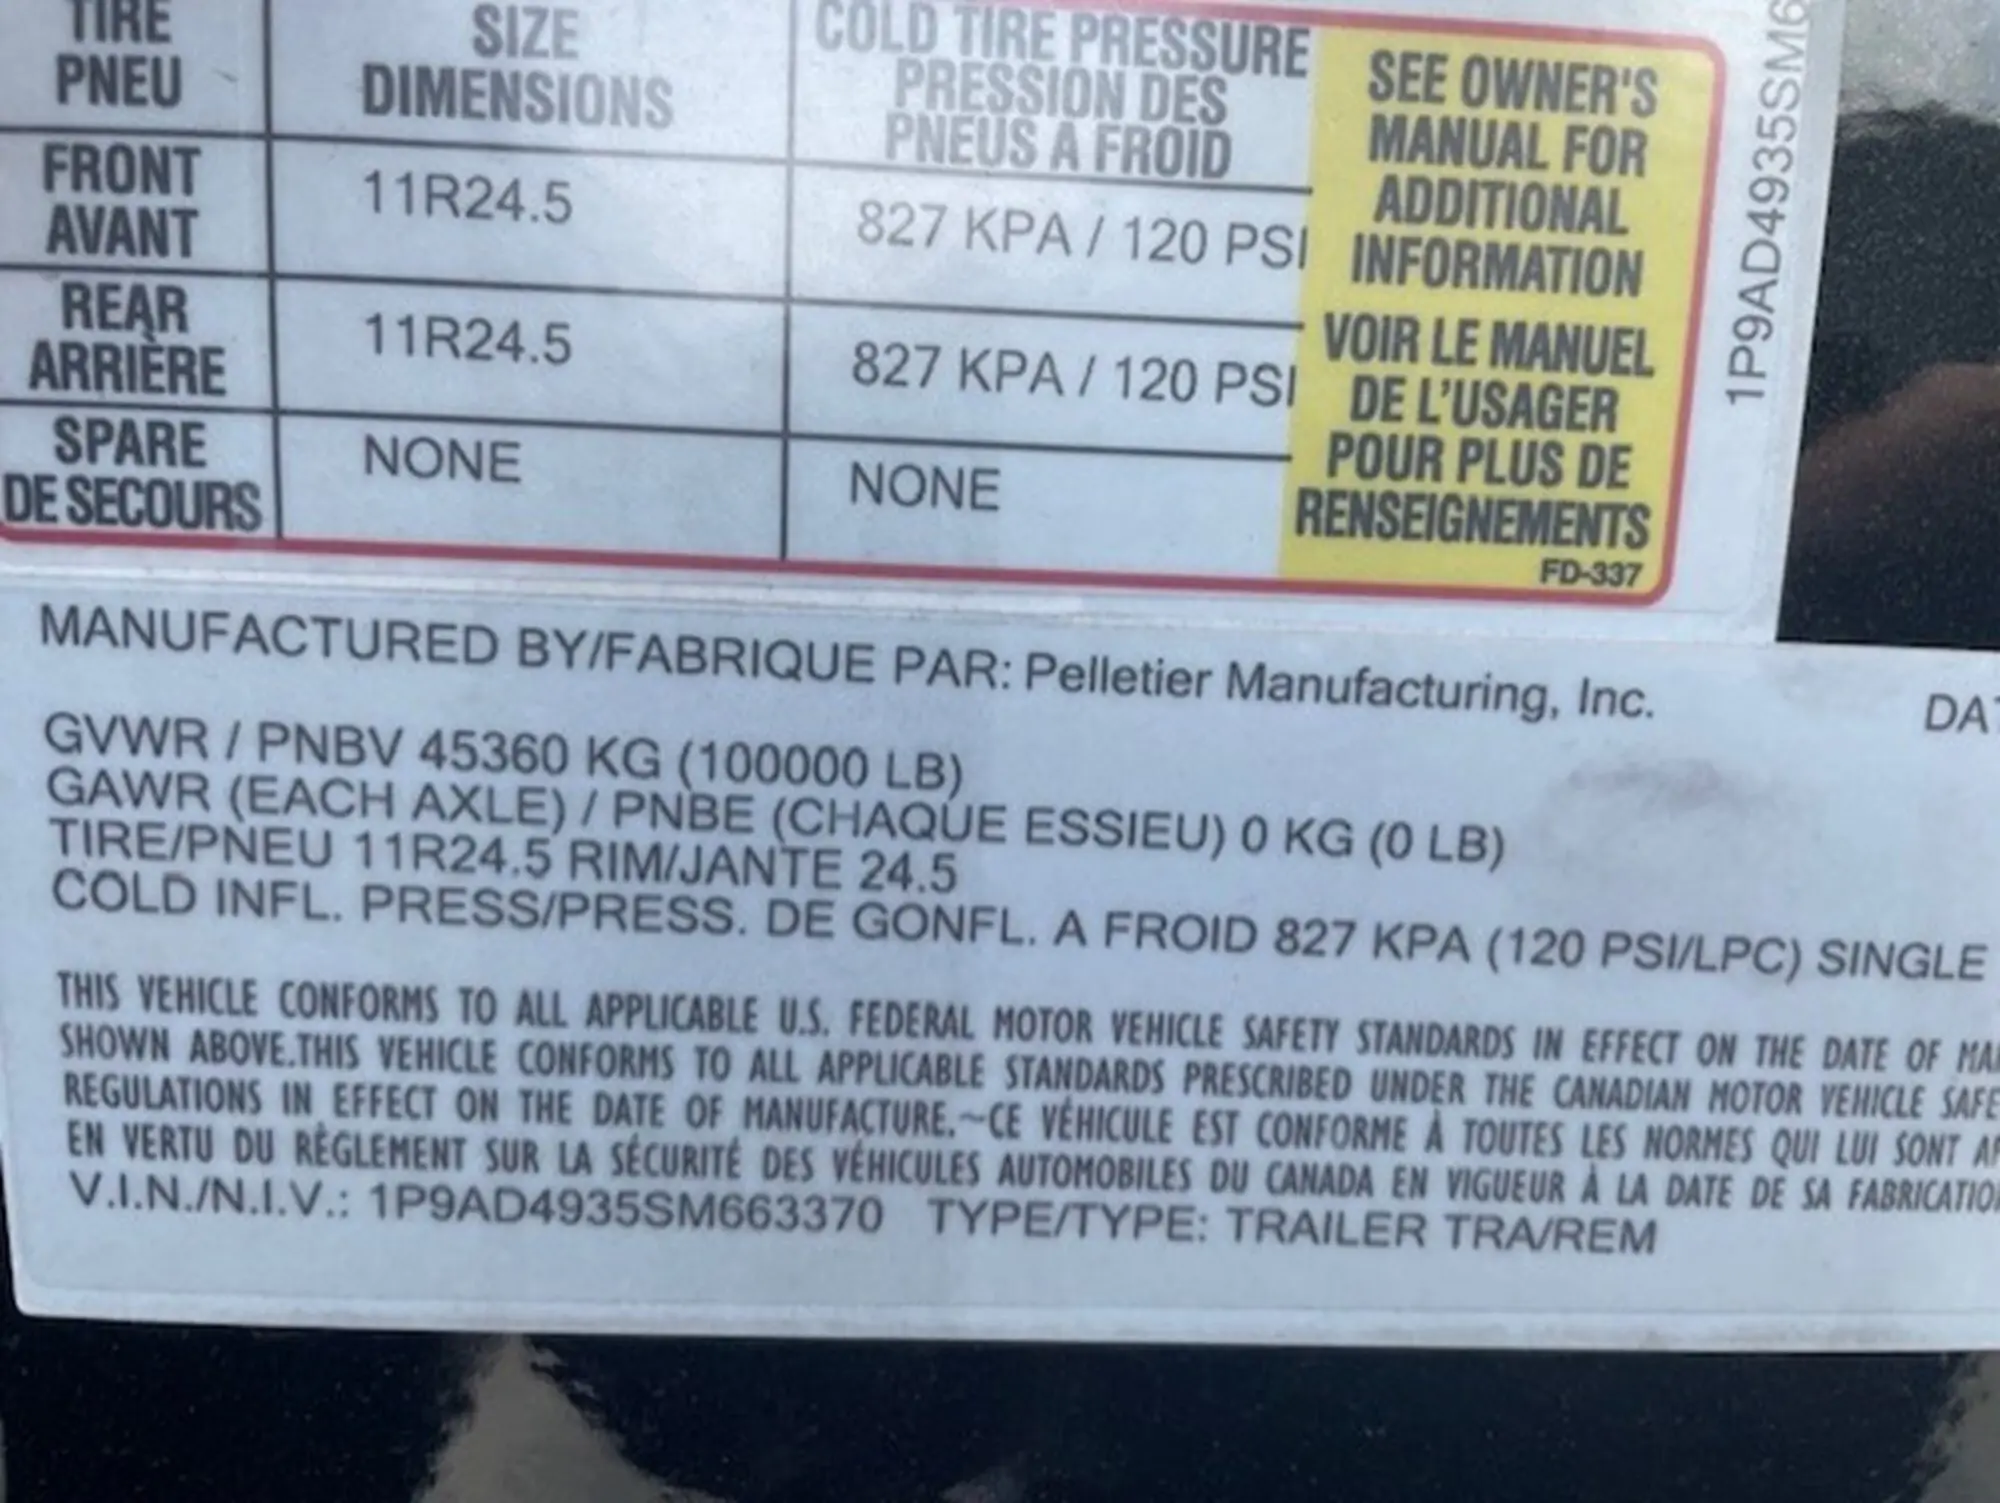 TIRE
PNEU
SIZE
DIMENSIONS
COLD TIRE PRESSURE
PRESSION DES
PNEUS A FROID
FRONT
AVANT
11R24.5
827 KPA / 120 PSI
REAR
ARRIÈRE
11R24.5
827 KPA / 120 PSI
SPARE
DE SECOURS
NONE
NONE
SEE OWNER'S
MANUAL FOR
ADDITIONAL
INFORMATION
VOIR LE MANUEL
DE L'USAGER
POUR PLUS DE
RENSEIGNEMENTS
FD-337
1P9AD4935SM6
MANUFACTURED BY/FABRIQUE PAR: Pelletier Manufacturing, Inc. DAT
GVWR / PNBV 45360 KG (100000 LB)
GAWR (EACH AXLE) / PNBE (CHAQUE ESSIEU) 0 KG (0 LB)
TIRE/PNEU 11R24.5 RIM/JANTE 24.5
COLD INFL. PRESS/PRESS. DE GONFL. A FROID 827 KPA (120 PSI/LPC) SINGLE
THIS VEHICLE CONFORMS TO ALL APPLICABLE U.S. FEDERAL MOTOR VEHICLE SAFETY STANDARDS IN EFFECT ON THE DATE OF MA
SHOWN ABOVE.THIS VEHICLE CONFORMS TO ALL APPLICABLE STANDARDS PRESCRIBED UNDER THE CANADIAN MOTOR VEHICLE SAFE
REGULATIONS IN EFFECT ON THE DATE OF MANUFACTURE.~CE VÉHICULE EST CONFORME À TOUTES LES NORMES QUI LUI SONT AP
EN VERTU DU RÈGLEMENT SUR LA SÉCURITÉ DES VÉHICULES AUTOMOBILES DU CANADA EN VIGUEUR À LA DATE DE SA FABRICATIO
V.I.N./N.I.V.: 1P9AD4935SM663370 TYPE/TYPE: TRAILER TRA/REM